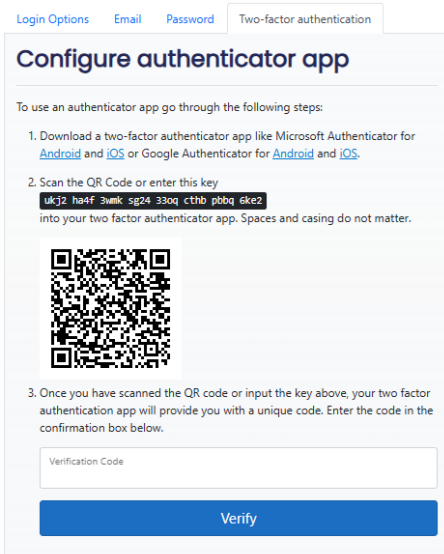 Login Options Email Password Two-factor authentication
Configure authenticator app
To use an authenticator app go through the following steps:
1. Download a two-factor authenticator app like Microsoft Authenticator for
Android and iOS or Google Authenticator for Android and iOS.
2. Scan the QR Code or enter this key
ukj2 ha4f 3wmk sg24 33oq cthb pbbq 6ke2
into your two factor authenticator app. Spaces and casing do not matter.
3. Once you have scanned the QR code or input the key above, your two factor
authentication app will provide you with a unique code. Enter the code in the
confirmation box below.
Verification Code
Verify